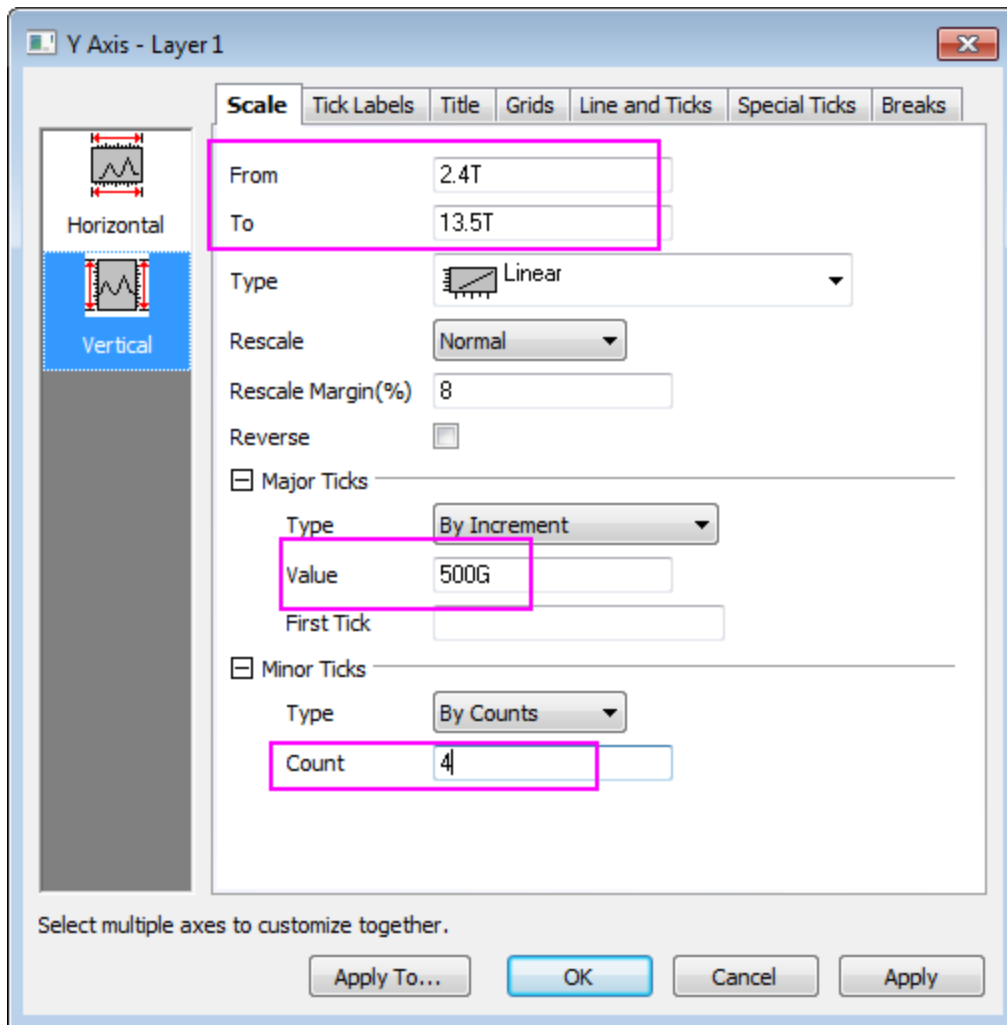 Y Axis - Layer 1
Scale Tick Labels Title Grids Line and Ticks Special Ticks Breaks
Horizontal
Vertical
From 2.4T
To 13.5T
Type Linear
Rescale Normal
Rescale Margin(%) 8
Reverse
Major Ticks
Type By Increment
Value 500G
First Tick
Minor Ticks
Type By Counts
Count 4
Select multiple axes to customize together.
Apply To... OK Cancel Apply